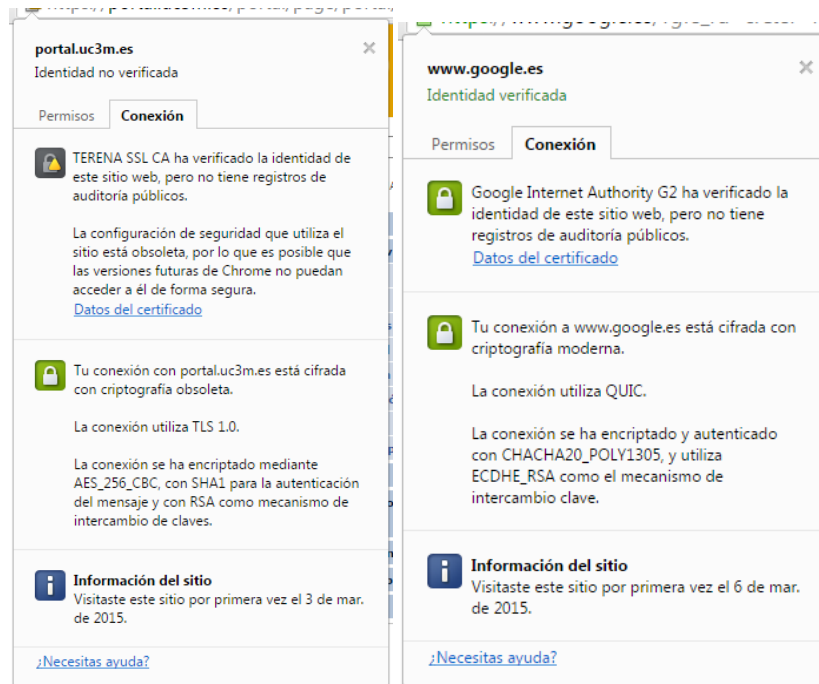 portal.uc3m.es
Identidad no verificada
Permisos Conexión
TERENA SSL CA ha verificado la identidad de
este sitio web, pero no tiene registros de
auditoría públicos.
La configuración de seguridad que utiliza el
sitio está obsoleta, por lo que es posible que
las versiones futuras de Chrome no puedan
acceder a él de forma segura.
Datos del certificado
Tu conexión con portal.uc3m.es está cifrada
con criptografía obsoleta.
La conexión utiliza TLS 1.0.
La conexión se ha encriptado mediante
AES_256_CBC, con SHA1 para la autenticación
del mensaje y con RSA como mecanismo de
intercambio de claves.
Información del sitio
Visitaste este sitio por primera vez el 3 de mar.
de 2015.
¿Necesitas ayuda?
www.google.es
Identidad verificada
Permisos Conexión
Google Internet Authority G2 ha verificado la
identidad de este sitio web, pero no tiene
registros de auditoría públicos.
Datos del certificado
Tu conexión a www.google.es está cifrada con
criptografía moderna.
La conexión utiliza QUIC.
La conexión se ha encriptado y autenticado
con CHACHA20_POLY1305, y utiliza
ECDHE_RSA como el mecanismo de
intercambio clave.
Información del sitio
Visitaste este sitio por primera vez el 6 de mar.
de 2015.
¿Necesitas ayuda?